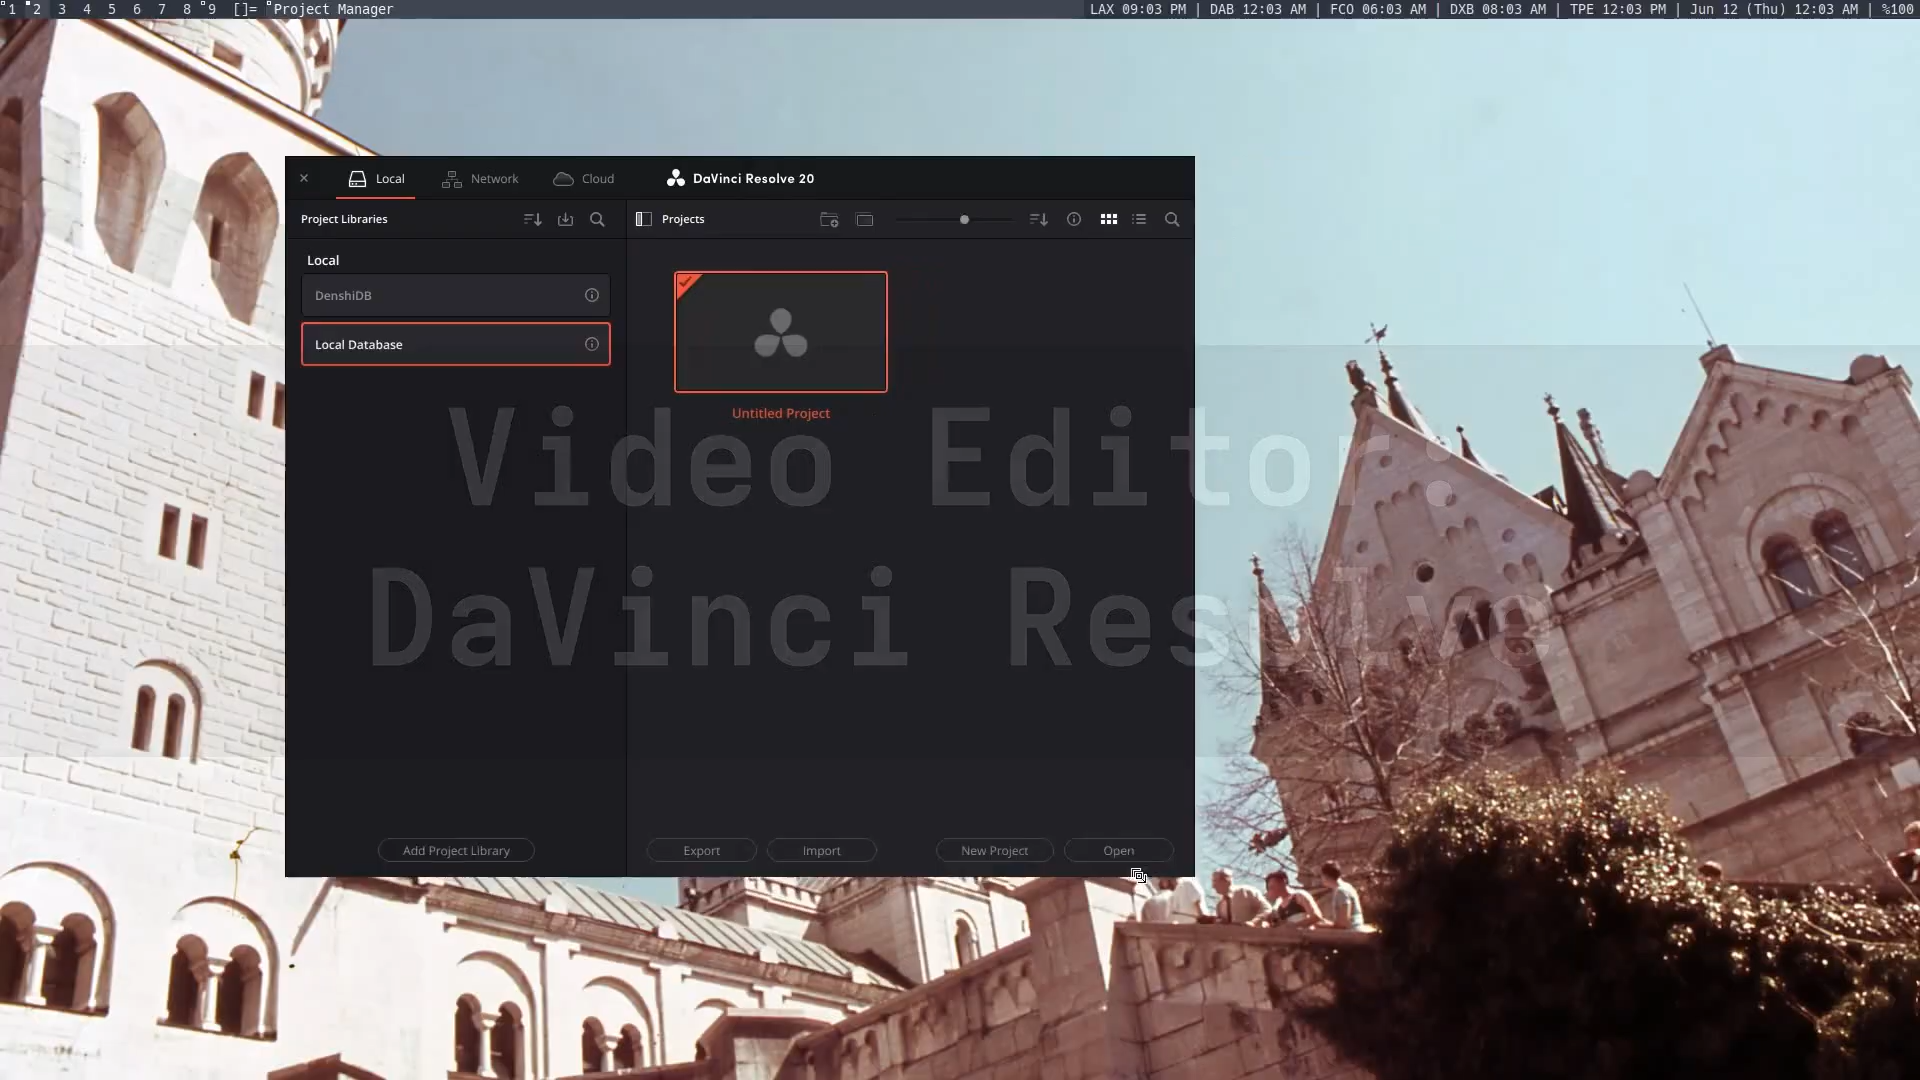 1 2 3 4 5 6 7 8 9 []= Project Manager
LAX 09:03 PM | DAB 12:03 AM | FCO 06:03 AM | DXB 08:03 AM | TPE 12:03 PM | Jun 12 (Thu) 12:03 AM | %100
Local Network Cloud DaVinci Resolve 20
Project Libraries
Projects
Local
DenshiDB
Local Database
Untitled Project
Video Editor:
DaVinci Resolve
Add Project Library
Export Import New Project Open